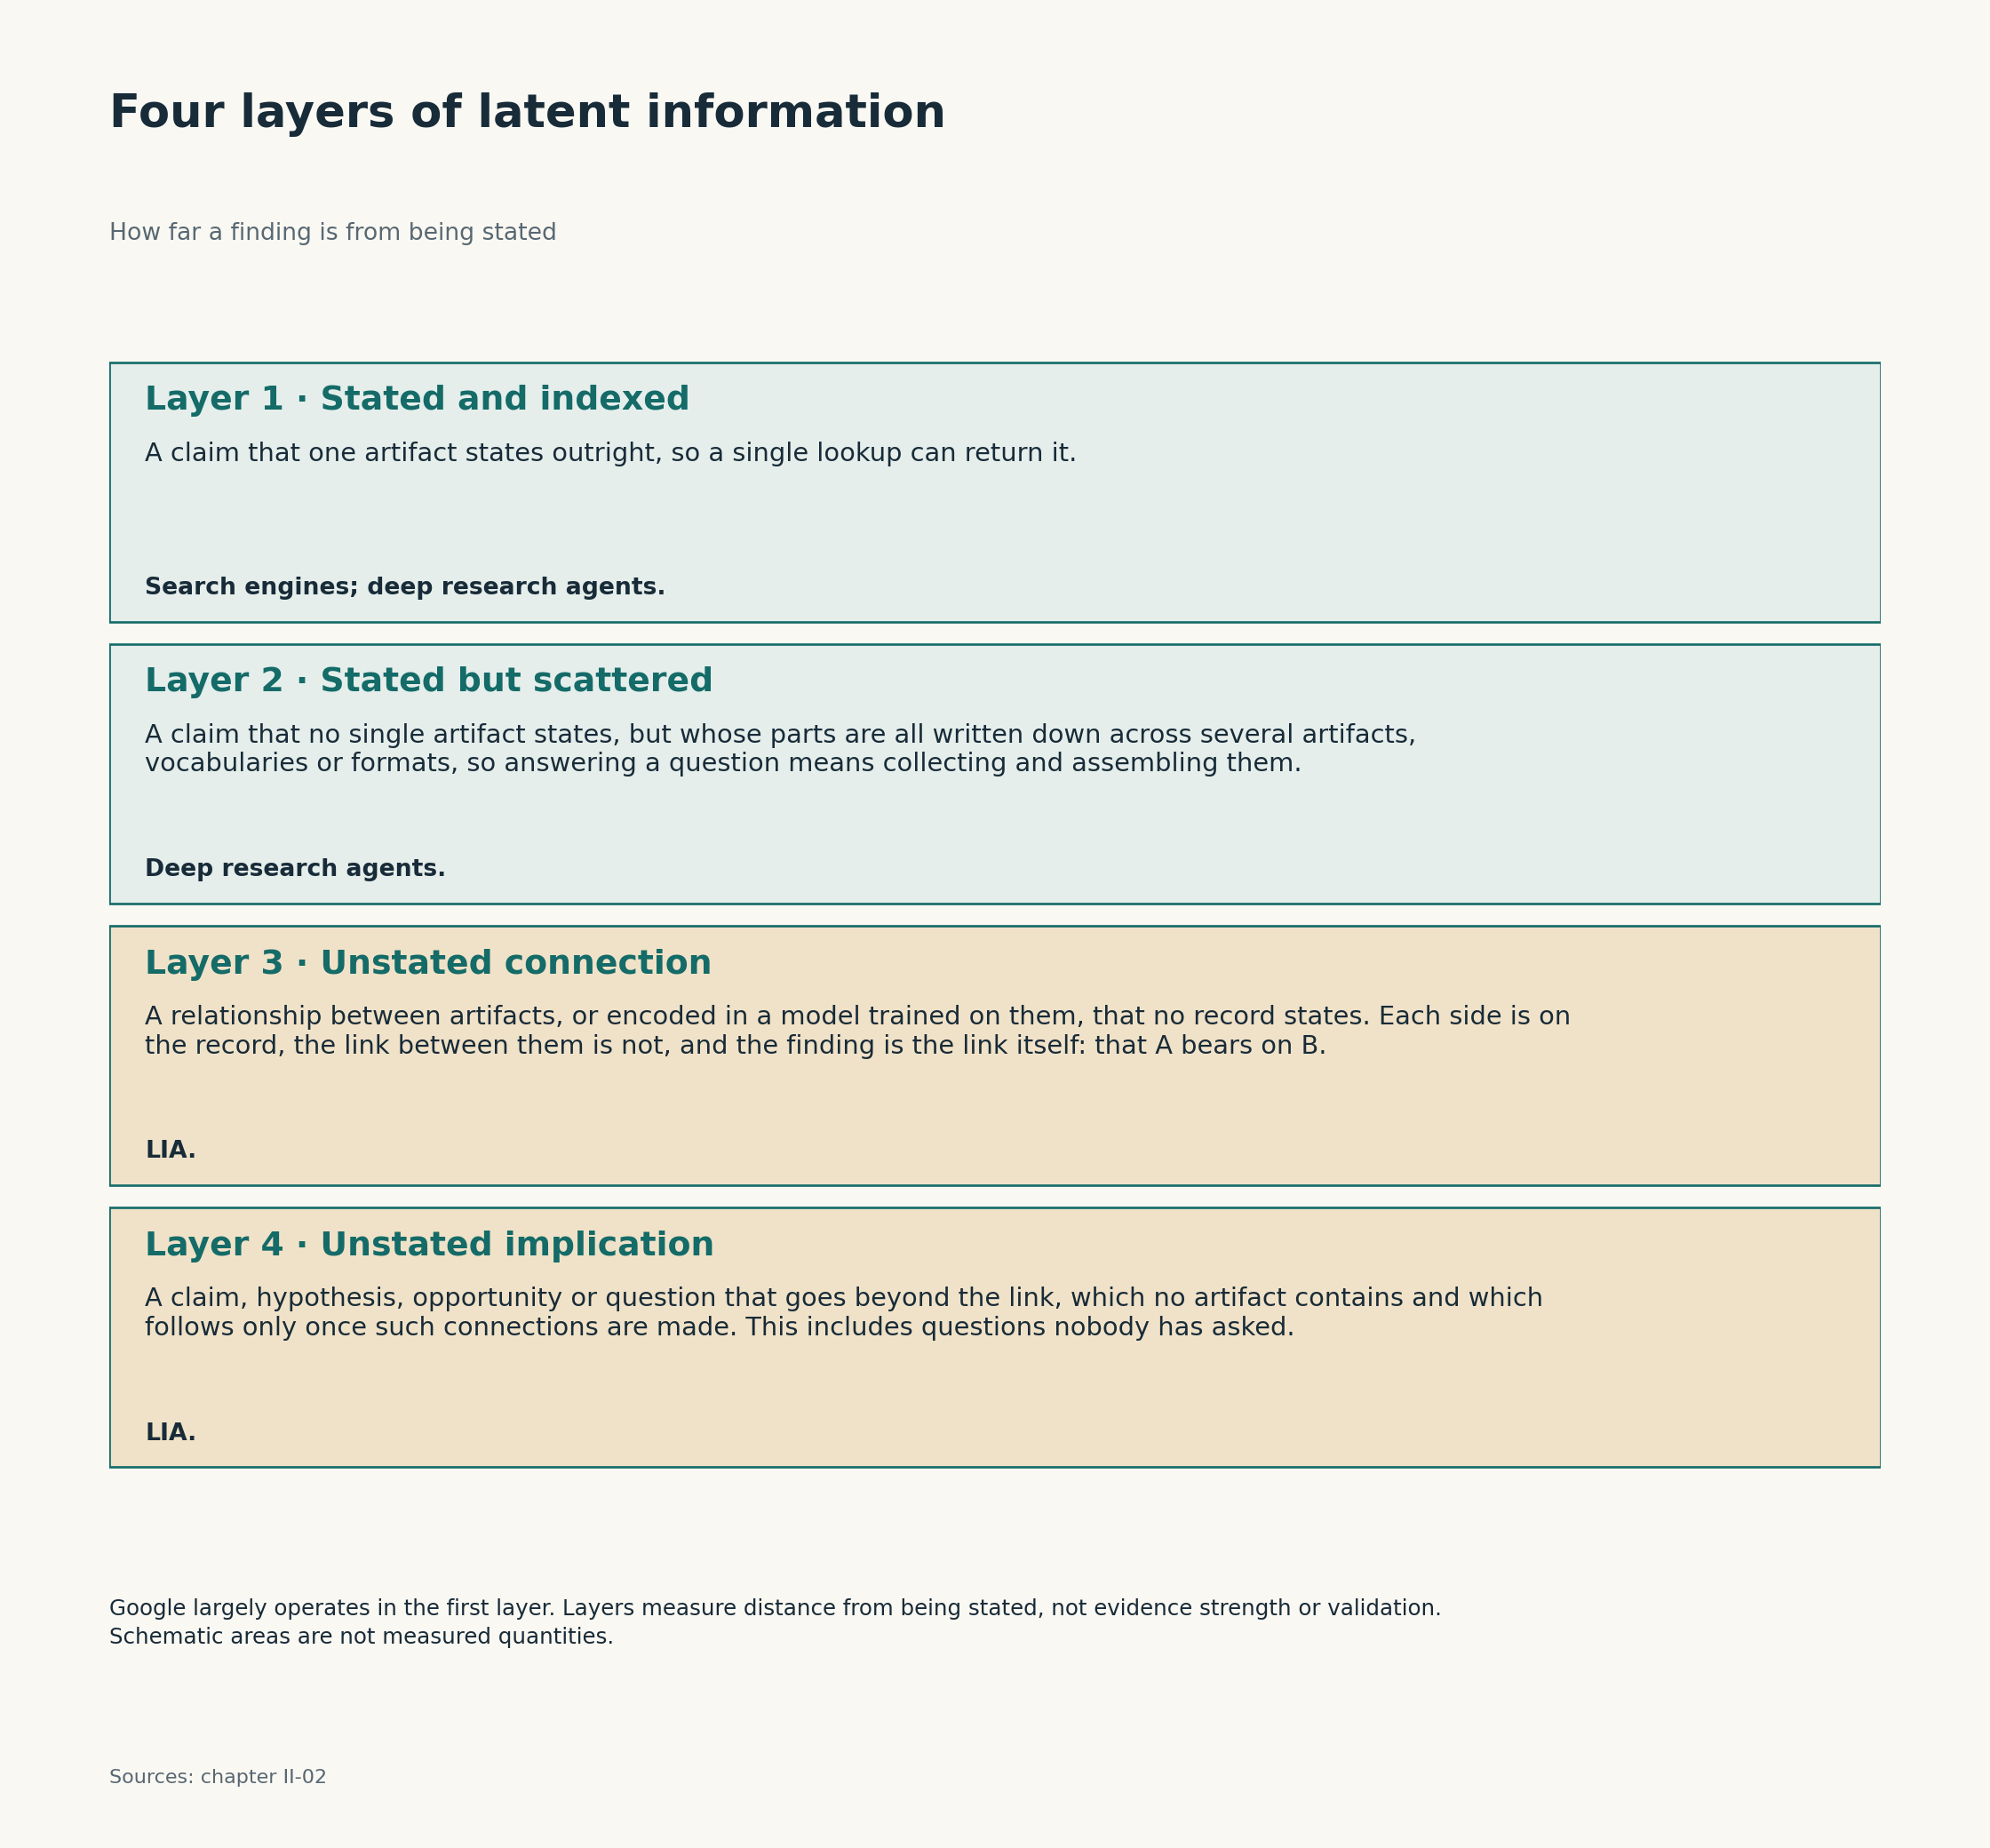 Four layers of latent information
How far a finding is from being stated
Layer 1 · Stated and indexed
A claim that one artifact states outright, so a single lookup can return it.
Search engines; deep research agents.
Layer 2 · Stated but scattered
A claim that no single artifact states, but whose parts are all written down across several artifacts,
vocabularies or formats, so answering a question means collecting and assembling them.
Deep research agents.
Layer 3 · Unstated connection
A relationship between artifacts, or encoded in a model trained on them, that no record states. Each side is on
the record, the link between them is not, and the finding is the link itself: that A bears on B.
LIA.
Layer 4 · Unstated implication
A claim, hypothesis, opportunity or question that goes beyond the link, which no artifact contains and which
follows only once such connections are made. This includes questions nobody has asked.
LIA.
Google largely operates in the first layer. Layers measure distance from being stated, not evidence strength or validation.
Schematic areas are not measured quantities.
Sources: chapter II-02